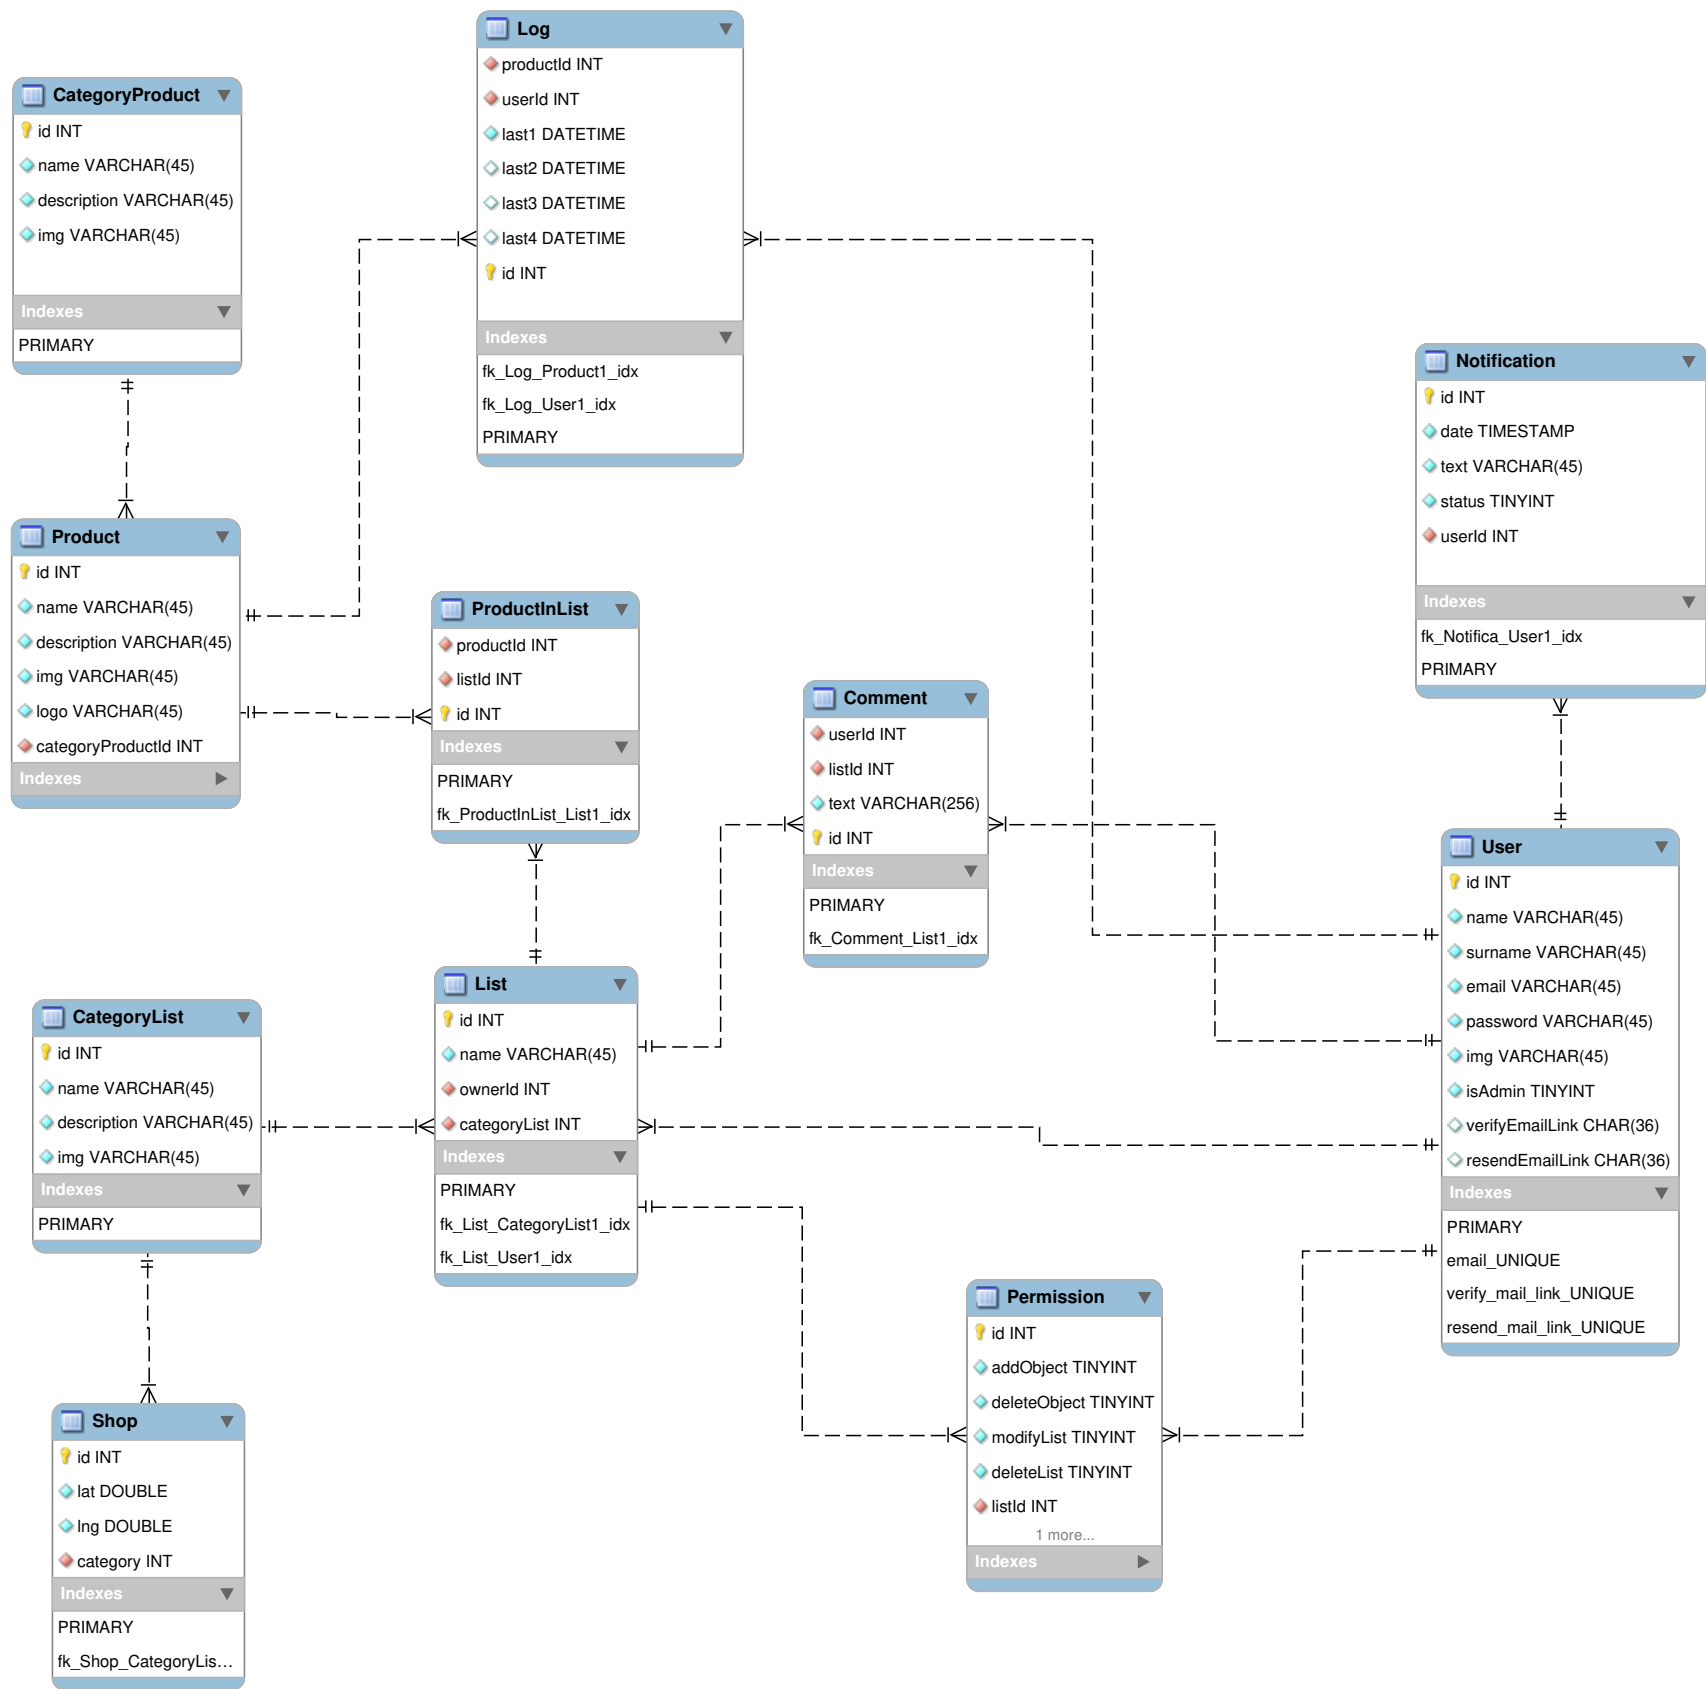 Log
productId INT
userId INT
last1 DATETIME
last2 DATETIME
last3 DATETIME
last4 DATETIME
id INT
Indexes
fk_Log_Product1_idx
fk_Log_User1_idx
PRIMARY
CategoryProduct
id INT
name VARCHAR(45)
description VARCHAR(45)
img VARCHAR(45)
Indexes
PRIMARY
Notification
id INT
date TIMESTAMP
text VARCHAR(45)
status TINYINT
userId INT
Indexes
fk_Notifica_User1_idx
PRIMARY
Product
id INT
name VARCHAR(45)
description VARCHAR(45)
img VARCHAR(45)
logo VARCHAR(45)
categoryProductId INT
Indexes
ProductInList
productId INT
listId INT
id INT
Indexes
PRIMARY
fk_ProductInList_List1_idx
Comment
userId INT
listId INT
text VARCHAR(256)
id INT
Indexes
PRIMARY
fk_Comment_List1_idx
User
id INT
name VARCHAR(45)
surname VARCHAR(45)
email VARCHAR(45)
password VARCHAR(45)
img VARCHAR(45)
isAdmin TINYINT
verifyEmailLink CHAR(36)
resendEmailLink CHAR(36)
Indexes
PRIMARY
email_UNIQUE
verify_mail_link_UNIQUE
resend_mail_link_UNIQUE
List
id INT
name VARCHAR(45)
ownerId INT
categoryList INT
Indexes
PRIMARY
fk_List_CategoryList1_idx
fk_List_User1_idx
CategoryList
id INT
name VARCHAR(45)
description VARCHAR(45)
img VARCHAR(45)
Indexes
PRIMARY
Permission
id INT
addObject TINYINT
deleteObject TINYINT
modifyList TINYINT
deleteList TINYINT
listId INT
1 more...
Indexes
Shop
id INT
lat DOUBLE
lng DOUBLE
category INT
Indexes
PRIMARY
fk_Shop_CategoryLis...